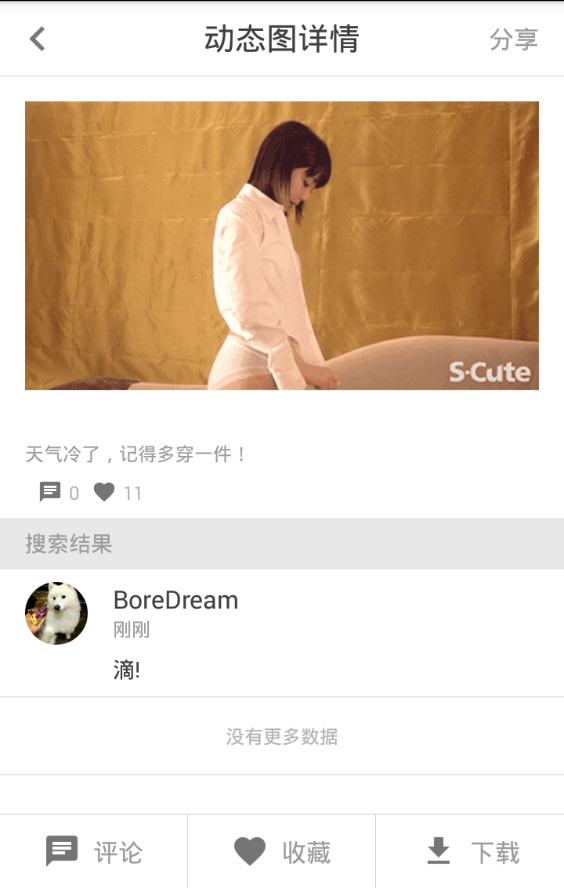 动态图详情
分享
S-Cute
天气冷了，记得多穿一件！
0 11
搜索结果
BoreDream
刚刚
滴!
没有更多数据
评论 收藏 下载